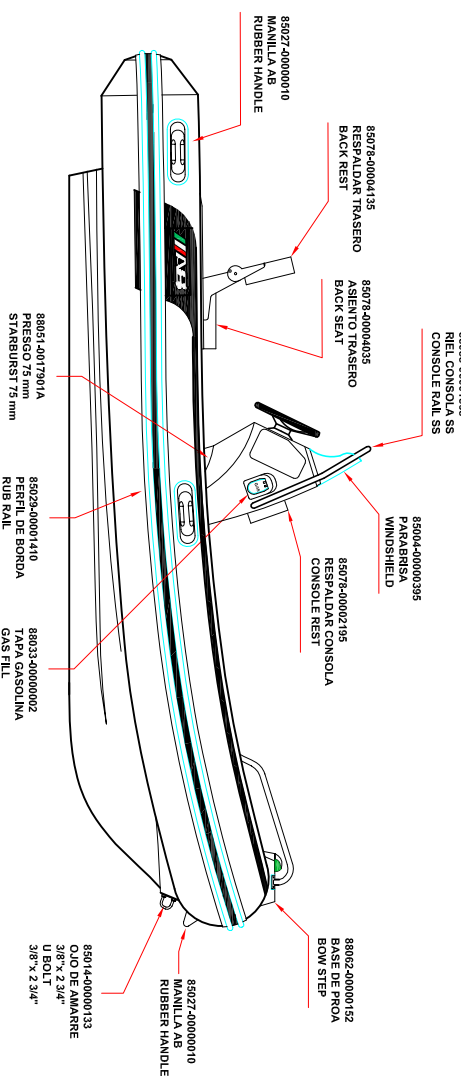 85027-00000010
MANILLA AB
RUBBER HANDLE
85078-00004135
RESPALDAR TRASERO
BACK REST
85078-00004035
ASIENTO TRASERO
BACK SEAT
RIEL CONSOLA SS
CONSOLE RAIL SS
85004-00000395
PARABRISA
WINDSHIELD
85078-00002195
RESPALDAR CONSOLA
CONSOLE REST
88062-00000152
BASE DE PROA
BOW STEP
AB
88051-0017901A
PRESGO 75 mm
STARBURST 75 mm
85029-00001410
PERFIL DE BORDA
RUB RAIL
88033-00000002
TAPA GASOLINA
GAS FILL
85014-00000133
OJO DE AMARRE
3/8"x 2 3/4"
U BOLT
3/8"x 2 3/4"
85027-00000010
MANILLA AB
RUBBER HANDLE